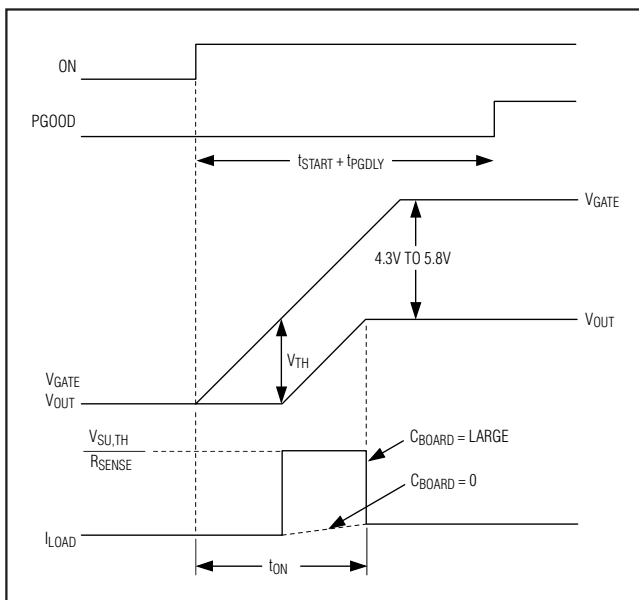 ON
PGOOD
tSTART + tPGDLY
VGATE
4.3V TO 5.8V
VOUT
VTH
VGATE
VOUT
VSU,TH
RSENSE
CBOARD = LARGE
CBOARD = 0
ILOAD
tON